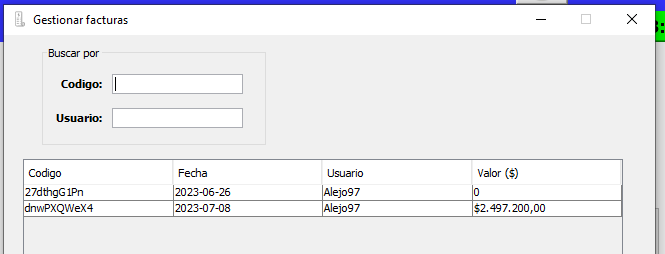 Gestionar facturas
Buscar por
Codigo:
Usuario:
Codigo Fecha Usuario Valor ($)
27dthgG1Pn 2023-06-26 Alejo97 0
dnwPXQWeX4 2023-07-08 Alejo97 $2.497.200,00